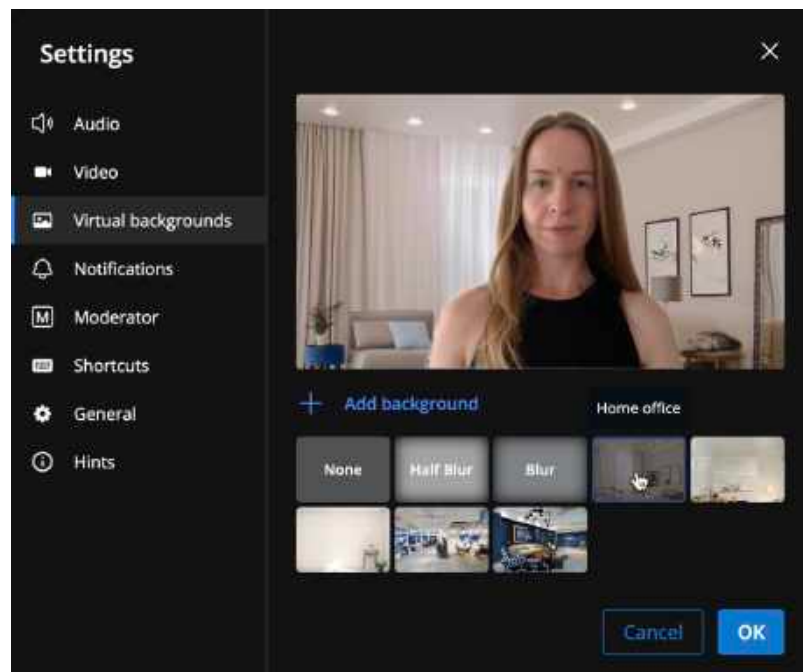 Settings
Audio
Video
Virtual backgrounds
Notifications
M Moderator
Shortcuts
General
Hints
Add background
Home office
None
Half Blur
Blur
Cancel
OK